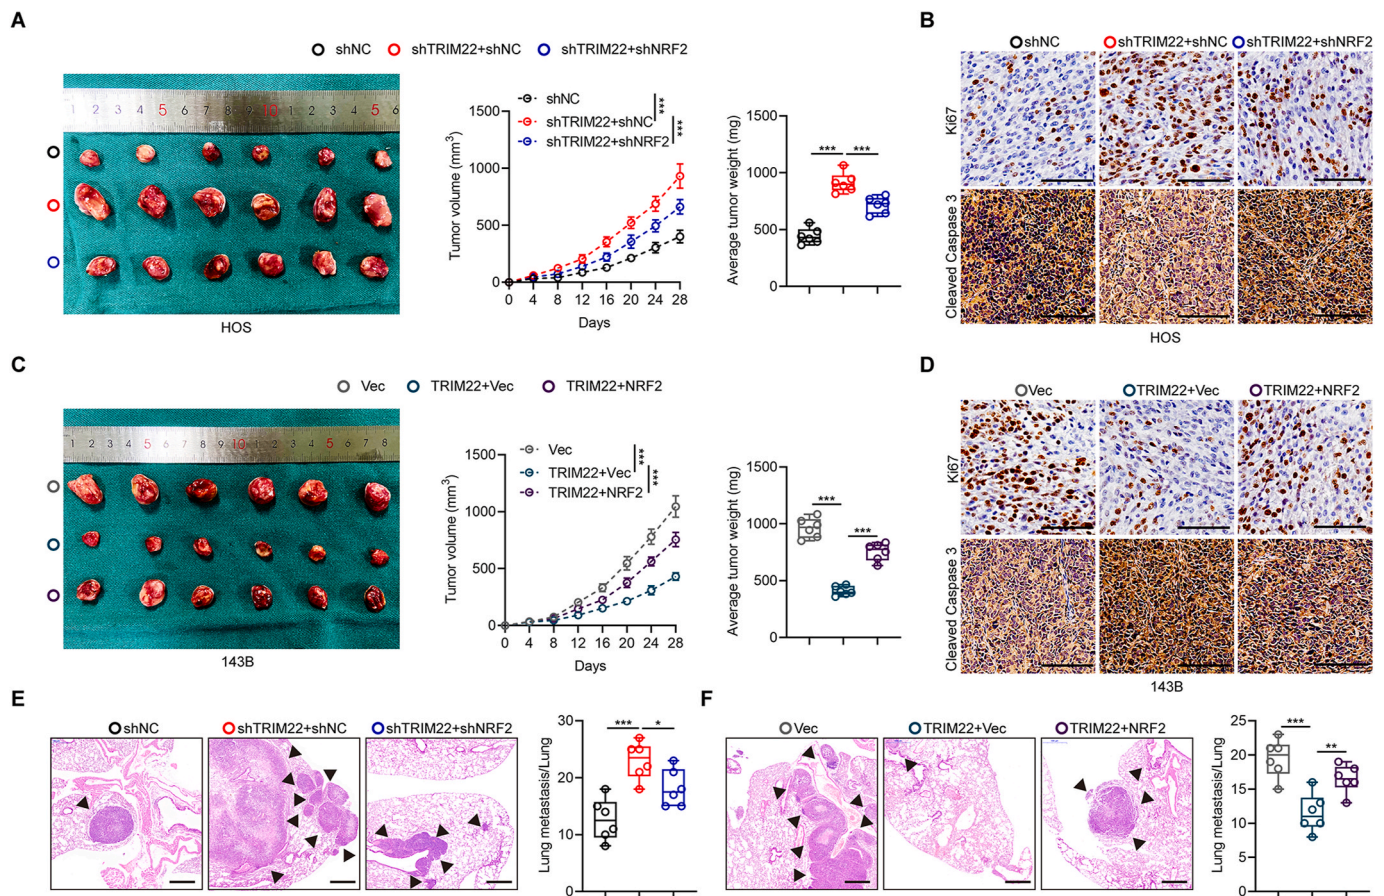 A
shNC shTRIM22+shNC shTRIM22+shNRF2
1 2 3 4 5 6 7 8 9 10 1 2 3 4 5 6
HOS
Tumor volume (mm3)
1500
1000
500
0
shNC
shTRIM22+shNC
shTRIM22+shNRF2
***
***
0 4 8 12 16 20 24 28
Days
Average tumor weight (mg)
1500
1000
500
0
*** ***
B
shNC shTRIM22+shNC shTRIM22+shNRF2
Ki67
Cleaved Caspase 3
HOS
C
Vec TRIM22+Vec TRIM22+NRF2
1 2 3 4 5 6 7 8 9 10 1 2 3 4 5 6 7 8
143B
Tumor volume (mm3)
1500
1000
500
0
Vec
TRIM22+Vec
TRIM22+NRF2
***
***
0 4 8 12 16 20 24 28
Days
Average tumor weight (mg)
1500
1000
500
0
***
***
D
Vec TRIM22+Vec TRIM22+NRF2
Ki67
Cleaved Caspase 3
143B
E
shNC shTRIM22+shNC shTRIM22+shNRF2
Lung metastasis/Lung
30
20
10
0
*** *
F
Vec TRIM22+Vec TRIM22+NRF2
Lung metastasis/Lung
25
20
15
10
5
0
***
**